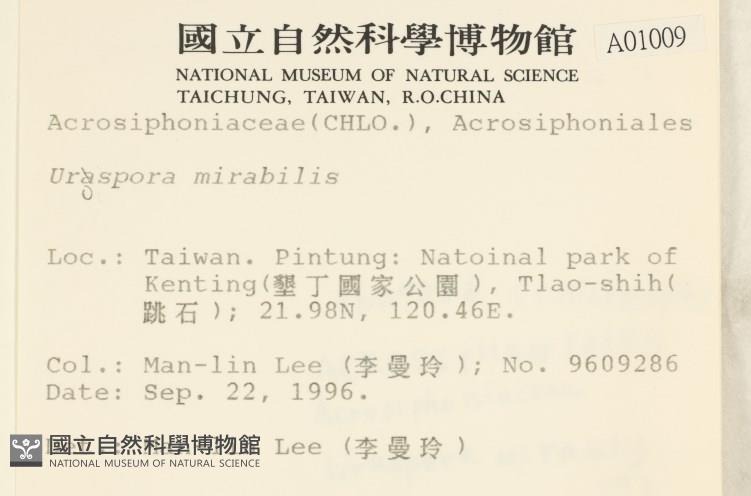 國立自然科學博物館
A01009
NATIONAL MUSEUM OF NATURAL SCIENCE
TAICHUNG, TAIWAN, R.O.CHINA
Acrosiphoniaceae(CHLO.), Acrosiphoniales
Uraspora mirabilis
o
Loc.: Taiwan. Pintung: Natoinal park of
Kenting(墾丁國家公園), Tlao-shih(
跳石); 21.98N, 120.46E.
Col.: Man-lin Lee (李曼玲); No. 9609286
Date: Sep. 22, 1996.
Lee (李曼玲)
國立自然科學博物館
NATIONAL MUSEUM OF NATURAL SCIENCE